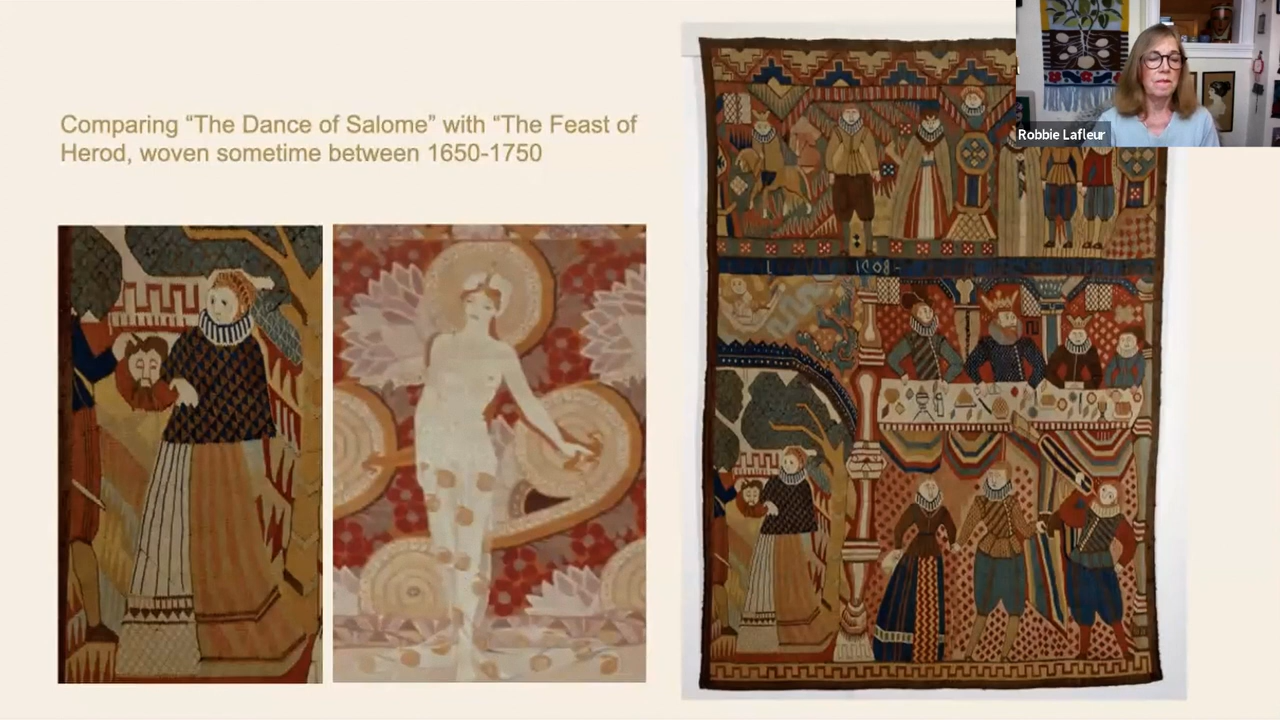 Comparing “The Dance of Salome” with “The Feast of
Herod, woven sometime between 1650-1750
Robbie Lafleur